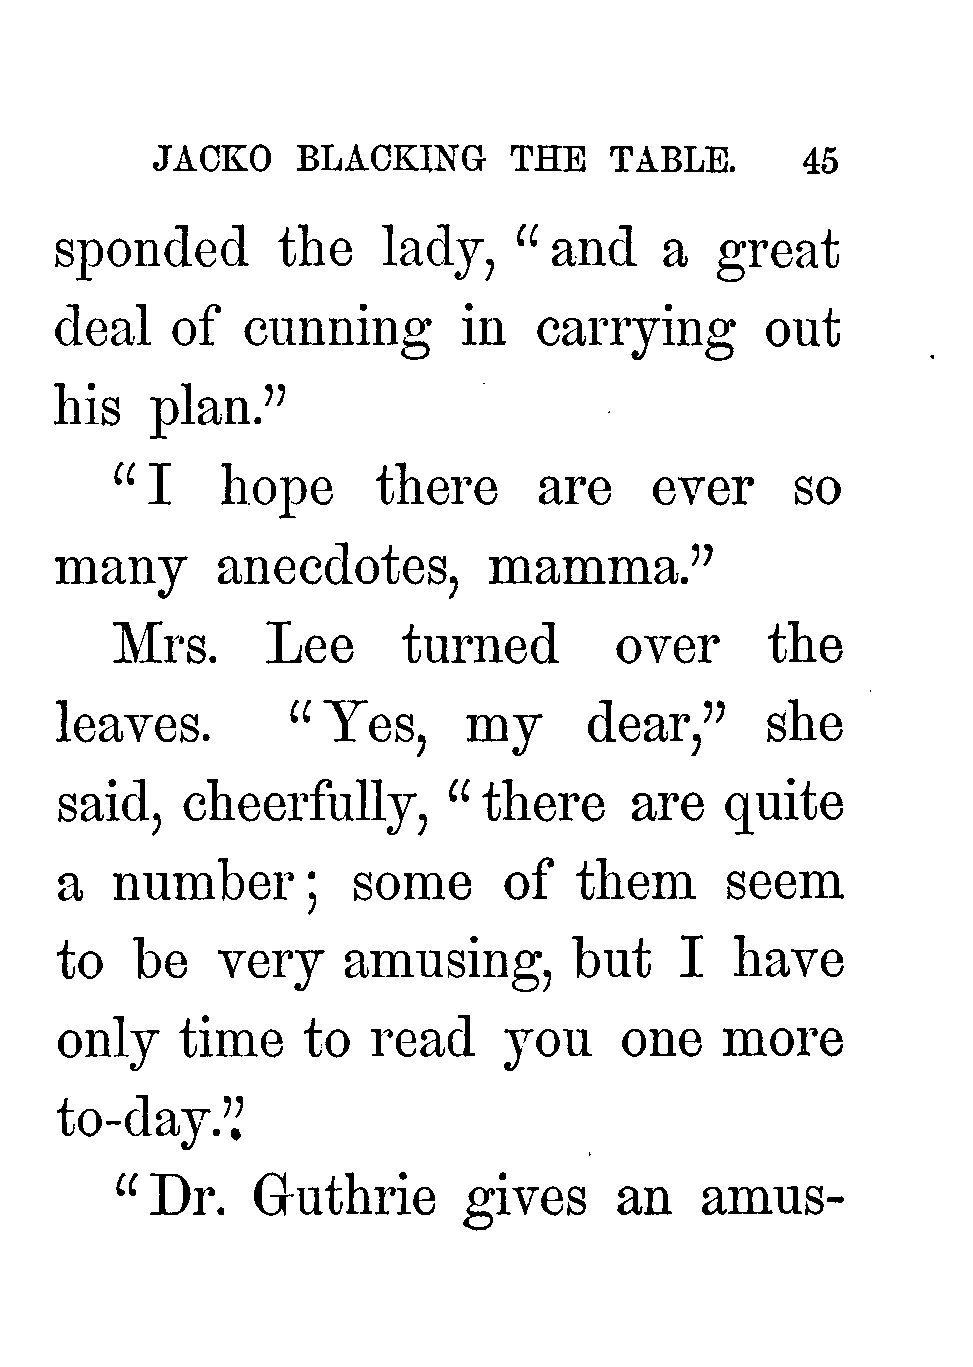 JACKO BLACKING THE TABLE. 45
sponded the lady, “and a great
deal of cunning in carrying out
his plan.”
“I hope there are ever so
many anecdotes, mamma.”
Mrs. Lee turned over the
leaves. “Yes, my dear,” she
said, cheerfully, “there are quite
a number; some of them seem
to be very amusing, but I have
only time to read you one more
to-day.”
“Dr. Guthrie gives an amus-